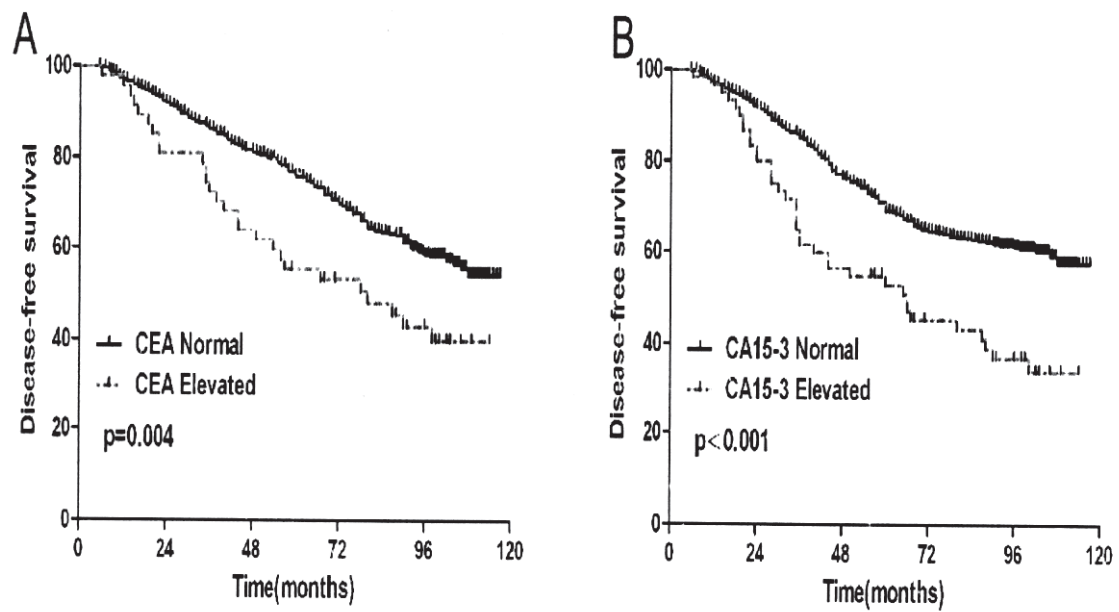 A
Disease-free survival
100
80
60
40
20
0
CEA Normal
CEA Elevated
p=0.004
0 24 48 72 96 120
Time(months)
B
Disease-free survival
100
80
60
40
20
0
CA15-3 Normal
CA15-3 Elevated
p<0.001
0 24 48 72 96 120
Time(months)